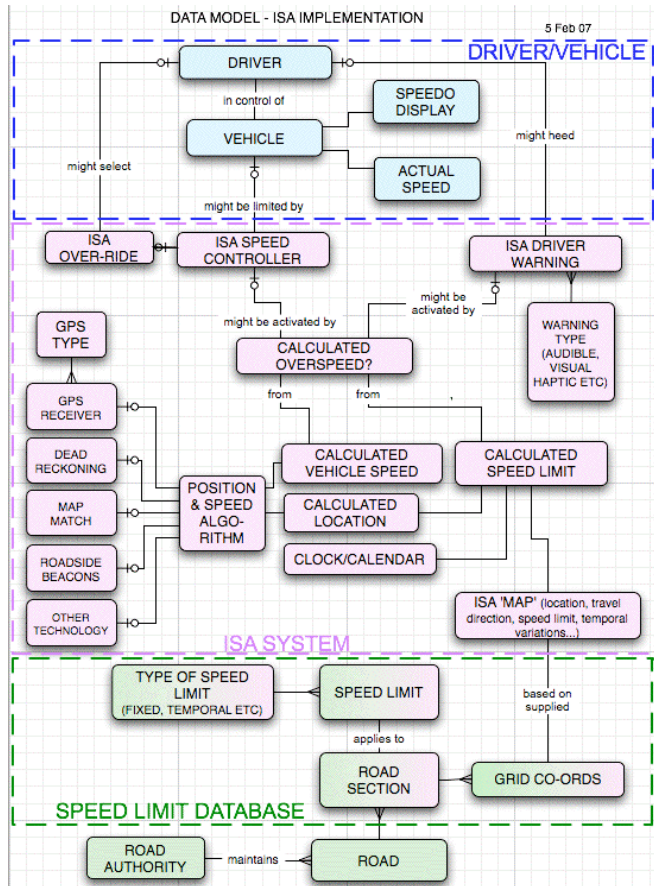 DATA MODEL - ISA IMPLEMENTATION
5 Feb 07
DRIVER/VEHICLE
DRIVER
in control of
SPEEDO
DISPLAY
VEHICLE
might heed
might select
ACTUAL
SPEED
might be limited by
ISA
OVER-RIDE
ISA SPEED
CONTROLLER
ISA DRIVER
WARNING
might be
activated by
GPS
TYPE
might be activated by
WARNING
TYPE
(AUDIBLE,
VISUAL
HAPTIC ETC)
CALCULATED
OVERSPEED?
GPS
RECEIVER
from
from
DEAD
RECKONING
CALCULATED
VEHICLE SPEED
CALCULATED
SPEED LIMIT
MAP
MATCH
POSITION
& SPEED
ALGO-
RITHM
CALCULATED
LOCATION
ROADSIDE
BEACONS
CLOCK/CALENDAR
OTHER
TECHNOLOGY
ISA 'MAP' (location, travel
direction, speed limit, temporal
variations...)
ISA SYSTEM
TYPE OF SPEED
LIMIT
(FIXED, TEMPORAL ETC)
SPEED LIMIT
based on
supplied
applies to
ROAD
SECTION
GRID CO-ORDS
SPEED LIMIT DATABASE
ROAD
AUTHORITY
maintains
ROAD